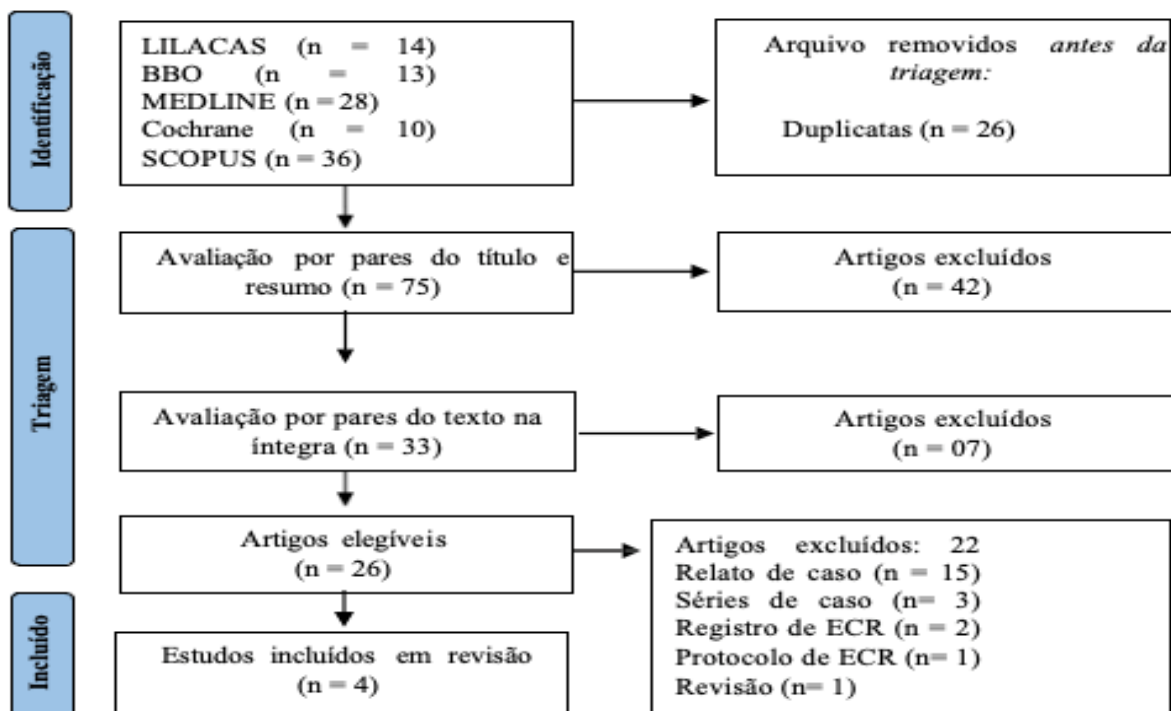 Identificação
LILACAS (n = 14)
BBO (n = 13)
MEDLINE (n = 28)
Cochrane (n = 10)
SCOPUS (n = 36)
Arquivo removidos antes da
triagem:
Duplicatas (n = 26)
Triagem
Avaliação por pares do título e
resumo (n = 75)
Artigos excluídos
(n = 42)
Avaliação por pares do texto na
íntegra (n = 33)
Artigos excluídos
(n = 07)
Artigos elegíveis
(n = 26)
Artigos excluídos: 22
Relato de caso (n = 15)
Séries de caso (n= 3)
Registro de ECR (n = 2)
Protocolo de ECR (n= 1)
Revisão (n= 1)
Incluído
Estudos incluídos em revisão
(n = 4)